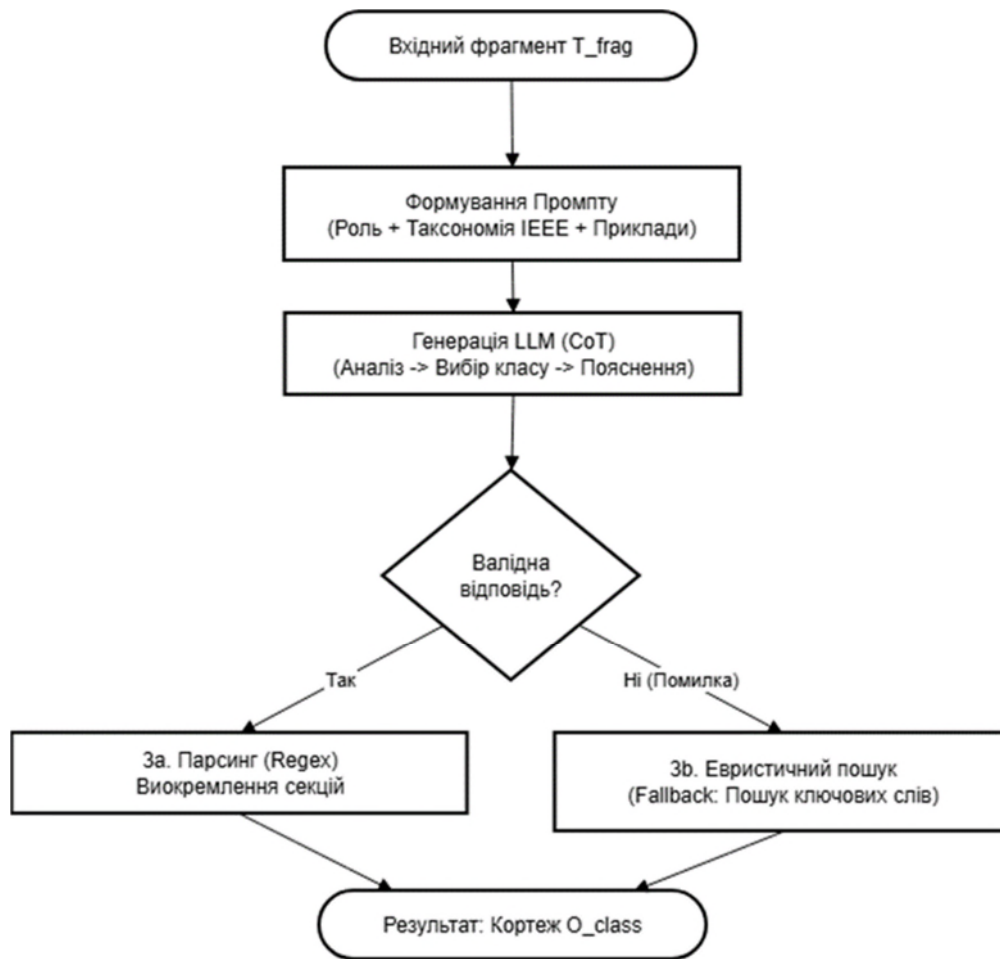 Вхідний фрагмент T_frag
Формування Промпту
(Роль + Таксономія IEEE + Приклади)
Генерація LLM (CoT)
(Аналіз -> Вибір класу -> Пояснення)
Валідна
відповідь?
Так
Ні (Помилка)
3a. Парсинг (Regex)
Виокремлення секцій
3b. Евристичний пошук
(Fallback: Пошук ключових слів)
Результат: Кортеж O_class